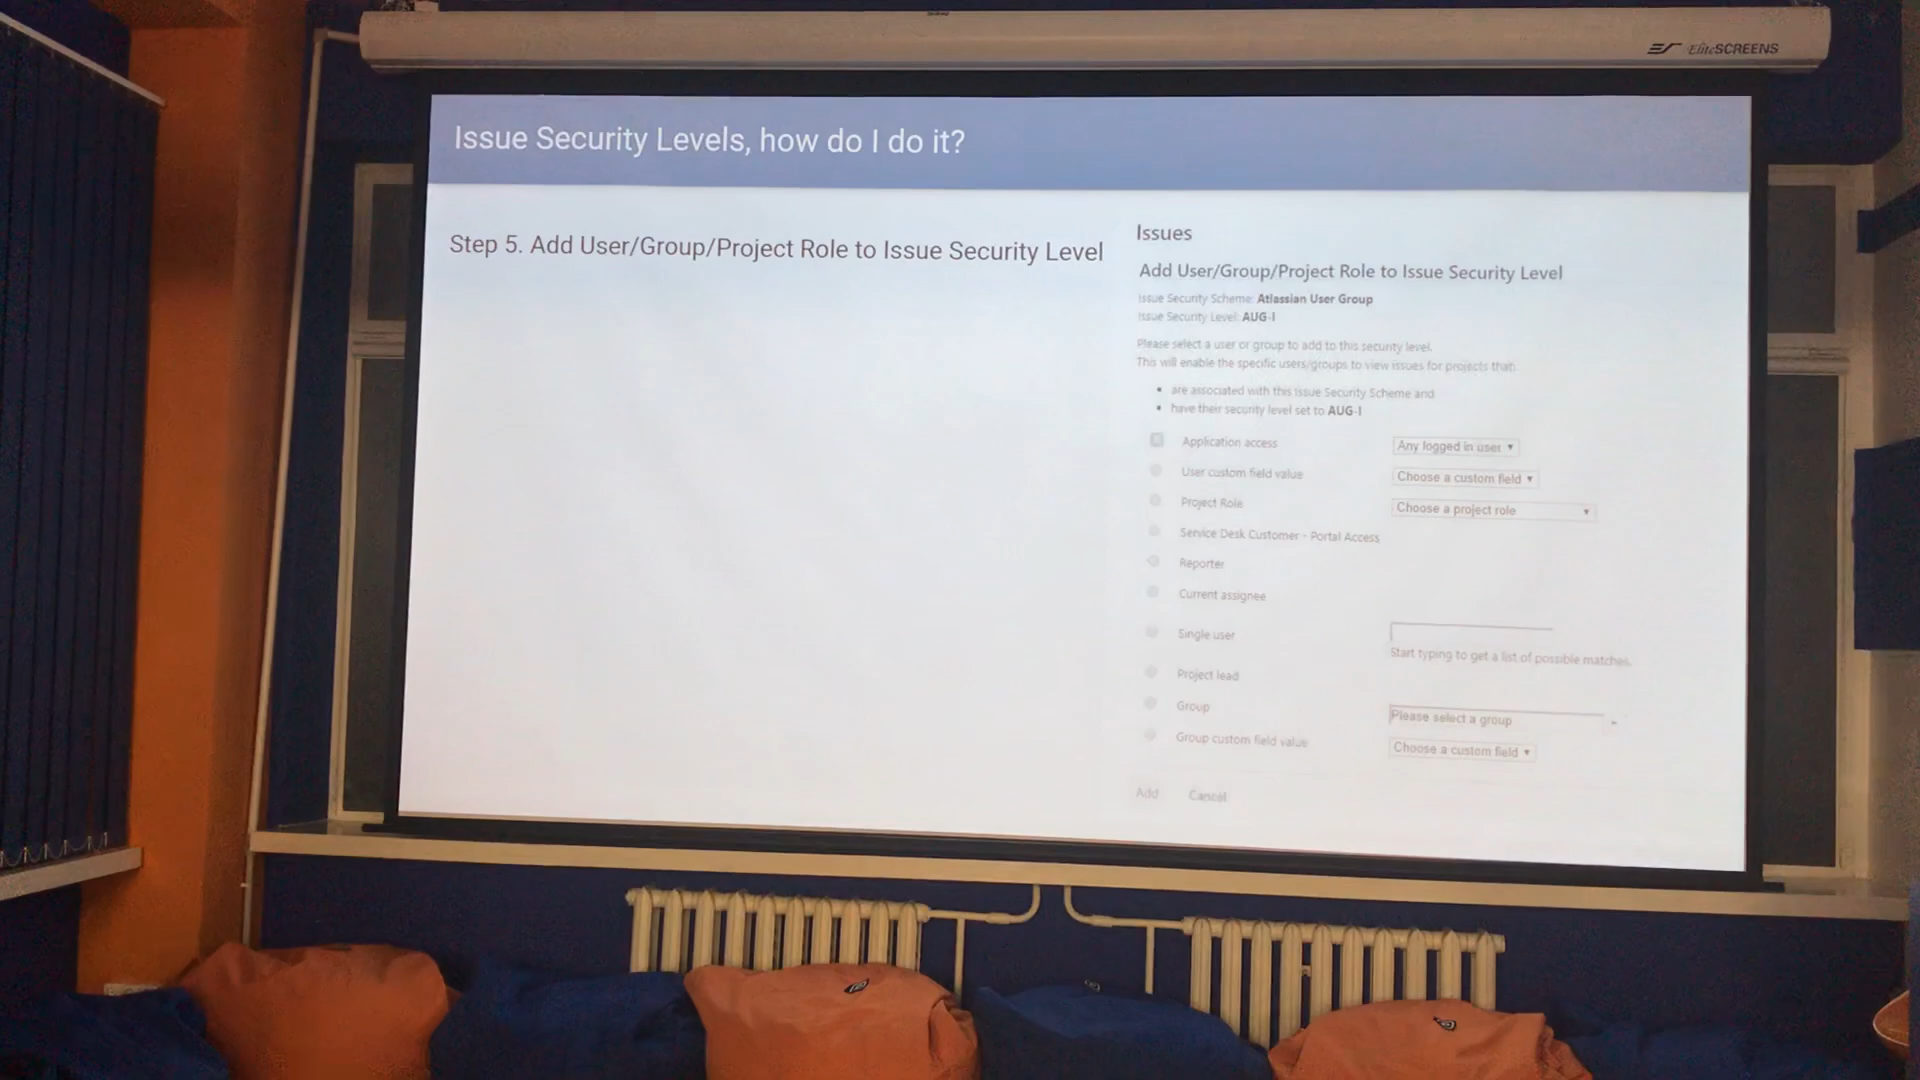 EliteSCREENS
Issue Security Levels, how do I do it?
Step 5. Add User/Group/Project Role to Issue Security Level
Issues
Add User/Group/Project Role to Issue Security Level
Issue Security Scheme: Atlassian User Group
Issue Security Level: AUG-I
Please select a user or group to add to this security level.
This will enable the specific users/groups to view issues for projects that:
• are associated with this Issue Security Scheme and
• have their security level set to AUG-I
Application access Any logged in user
User custom field value Choose a custom field
Project Role Choose a project role
Service Desk Customer - Portal Access
Reporter
Current assignee
Single user
Start typing to get a list of possible matches.
Project lead
Group Please select a group
Group custom field value Choose a custom field
Add Cancel